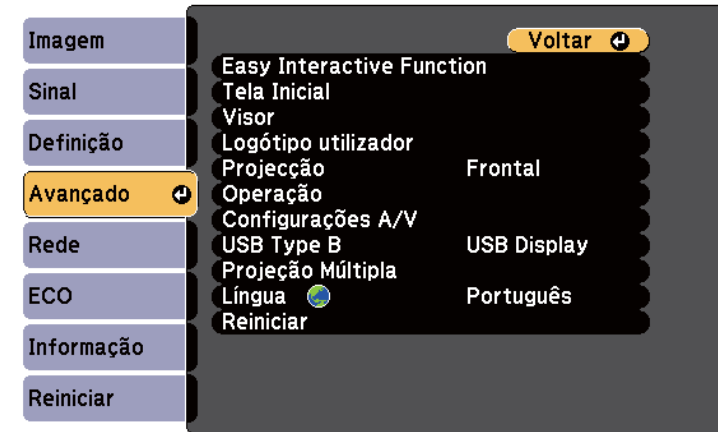 Imagem
Sinal
Definição
Avançado
Rede
ECO
Informação
Reiniciar
Voltar
Easy Interactive Function
Tela Inicial
Visor
Logótipo utilizador
Projecção Frontal
Operação
Configurações A/V
USB Type B USB Display
Projeção Múltipla
Língua Português
Reiniciar